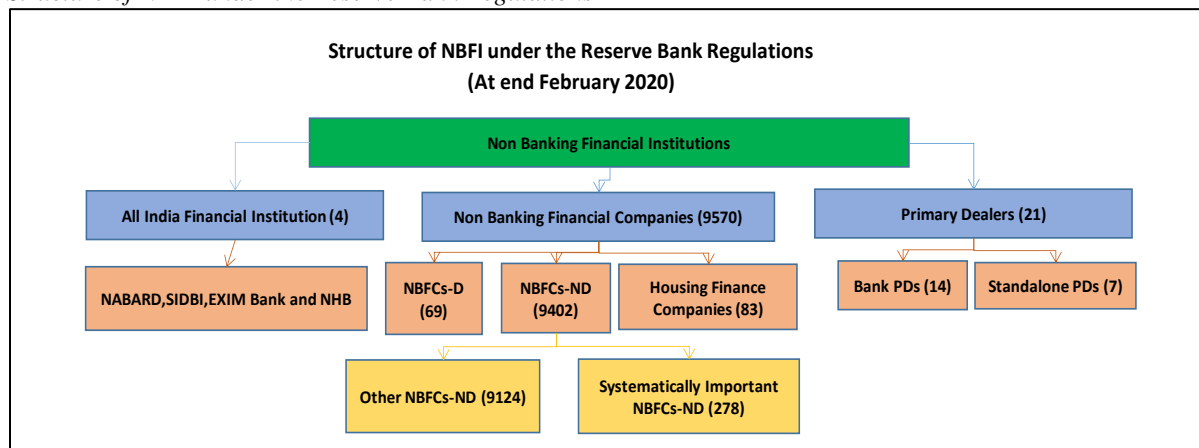 Structure of NBFI under the Reserve Bank Regulations
(At end February 2020)
Non Banking Financial Institutions
All India Financial Institution (4)
Non Banking Financial Companies (9570)
Primary Dealers (21)
NABARD,SIDBI,EXIM Bank and NHB
NBFCs-D
(69)
NBFCs-ND
(9402)
Housing Finance
Companies (83)
Bank PDs (14)
Standalone PDs (7)
Other NBFCs-ND (9124)
Systematically Important
NBFCs-ND (278)